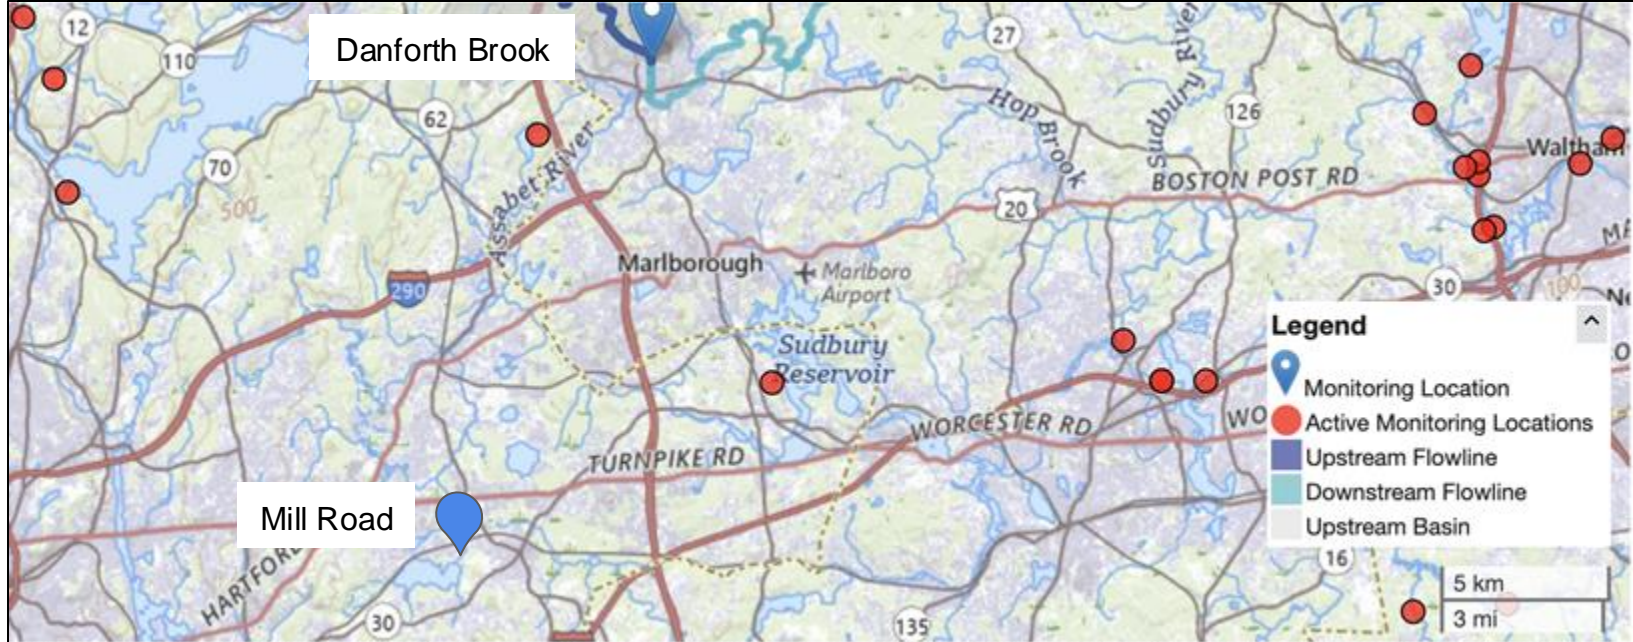 12
Danforth Brook
110
62
70
500
Assabet River
27
Hop Brook
Sudbury River
126
Waltham
BOSTON POST RD
20
Marlborough
Marlboro
Airport
290
30
100
Sudbury
Reservoir
WORCESTER RD
TURNPIKE RD
Mill Road
HARTFORD
30
135
16
Legend
Monitoring Location
Active Monitoring Locations
Upstream Flowline
Downstream Flowline
Upstream Basin
5 km
3 mi